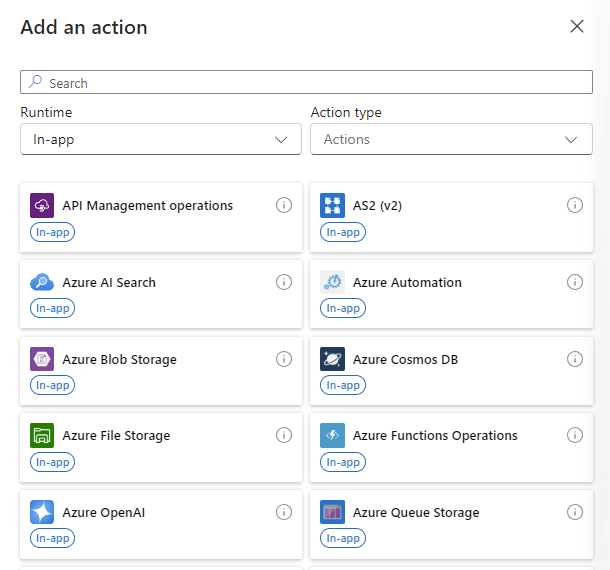 Add an action
Search
Runtime
Action type
In-app
Actions
API Management operations
In-app
AS2 (v2)
In-app
Azure AI Search
In-app
Azure Automation
In-app
Azure Blob Storage
In-app
Azure Cosmos DB
In-app
Azure File Storage
In-app
Azure Functions Operations
In-app
Azure OpenAI
In-app
Azure Queue Storage
In-app